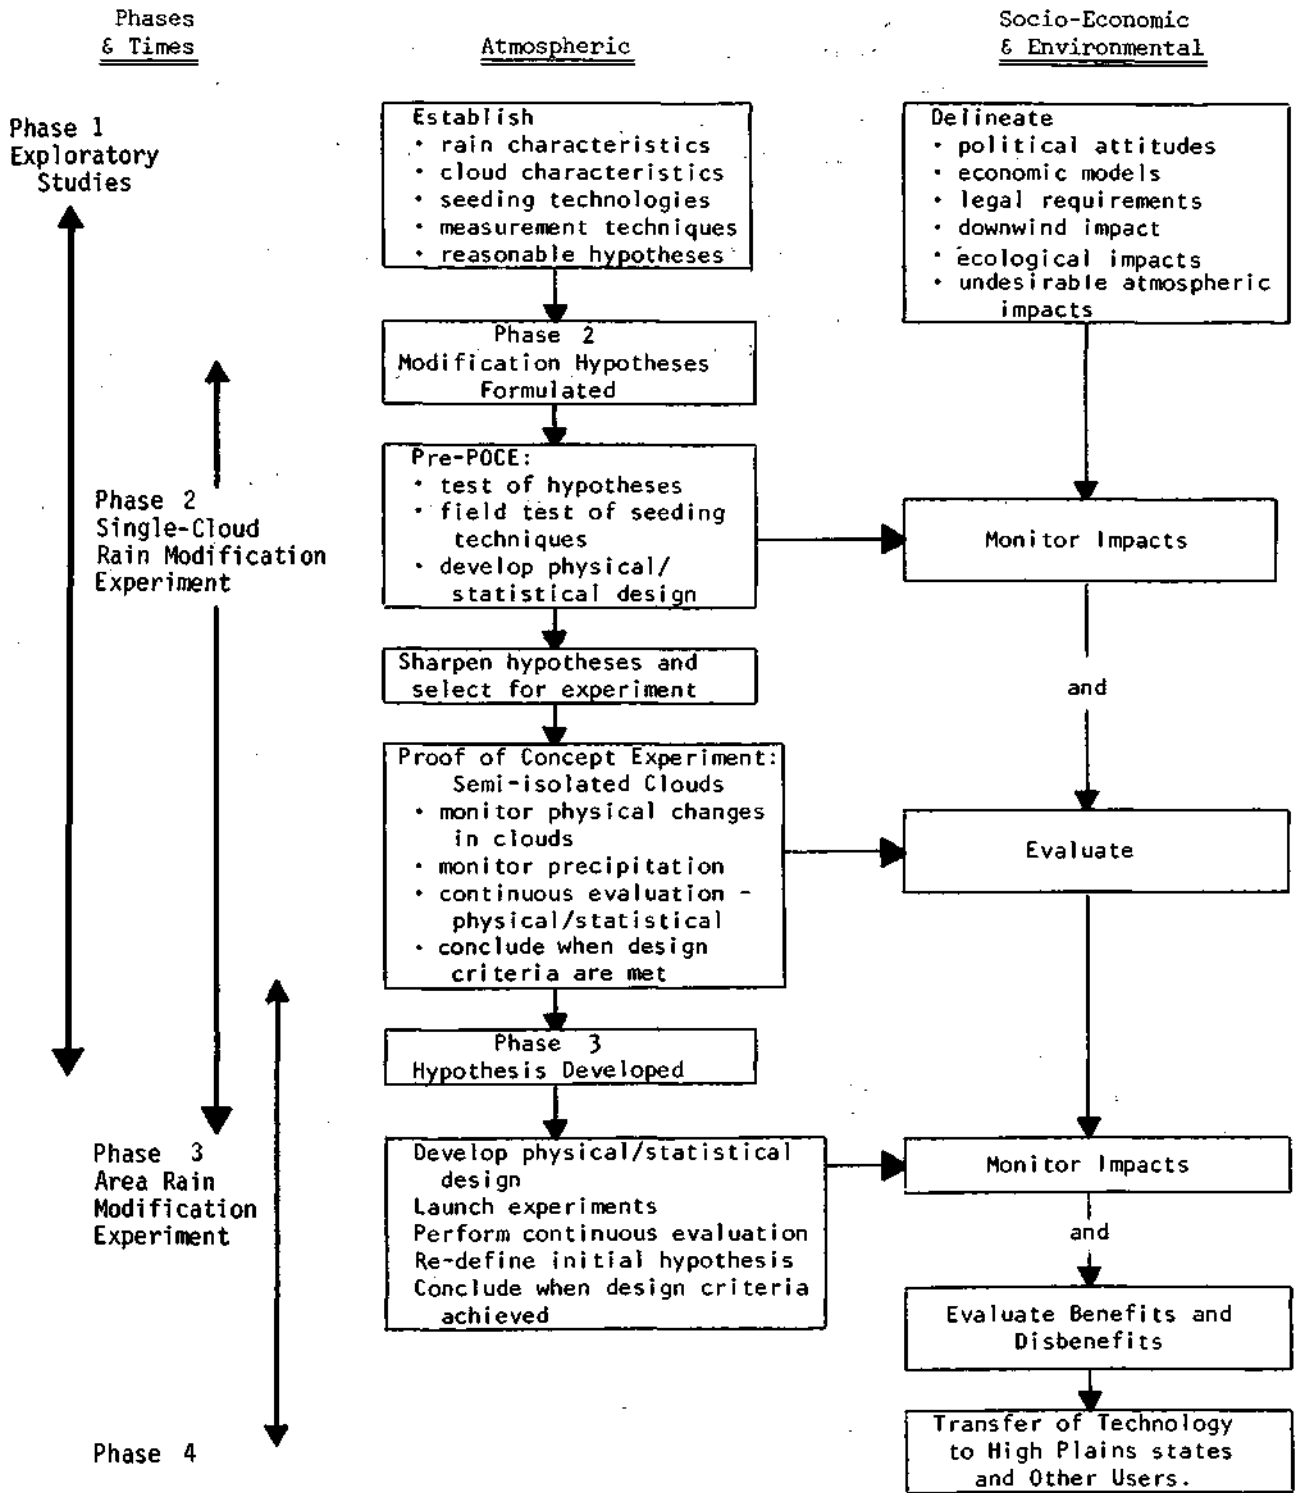 Phases
& Times
Atmospheric
Socio-Economic
& Environmental
Phase 1
Exploratory
Studies
Establish
• rain characteristics
• cloud characteristics
• seeding technologies
• measurement techniques
• reasonable hypotheses
Delineate
• political attitudes
• economic models
• legal requirements
• downwind impact
• ecological impacts
• undesirable atmospheric
impacts
Phase 2
Modification Hypotheses
Formulated
Phase 2
Single-Cloud
Rain Modification
Experiment
Pre-POCE:
• test of hypotheses
• field test of seeding
techniques
• develop physical/
statistical design
Monitor Impacts
Sharpen hypotheses and
select for experiment
and
Proof of Concept Experiment:
Semi-isolated Clouds
• monitor physical changes
in clouds
• monitor precipitation
• continuous evaluation -
physical/statistical
• conclude when design
criteria are met
Evaluate
Phase 3
Hypothesis Developed
Phase 3
Area Rain
Modification
Experiment
Develop physical/statistical
design
Launch experiments
Perform continuous evaluation
Re-define initial hypothesis
Conclude when design criteria
achieved
Monitor Impacts
and
Evaluate Benefits and
Disbenefits
Transfer of Technology
to High Plains states
and Other Users.
Phase 4